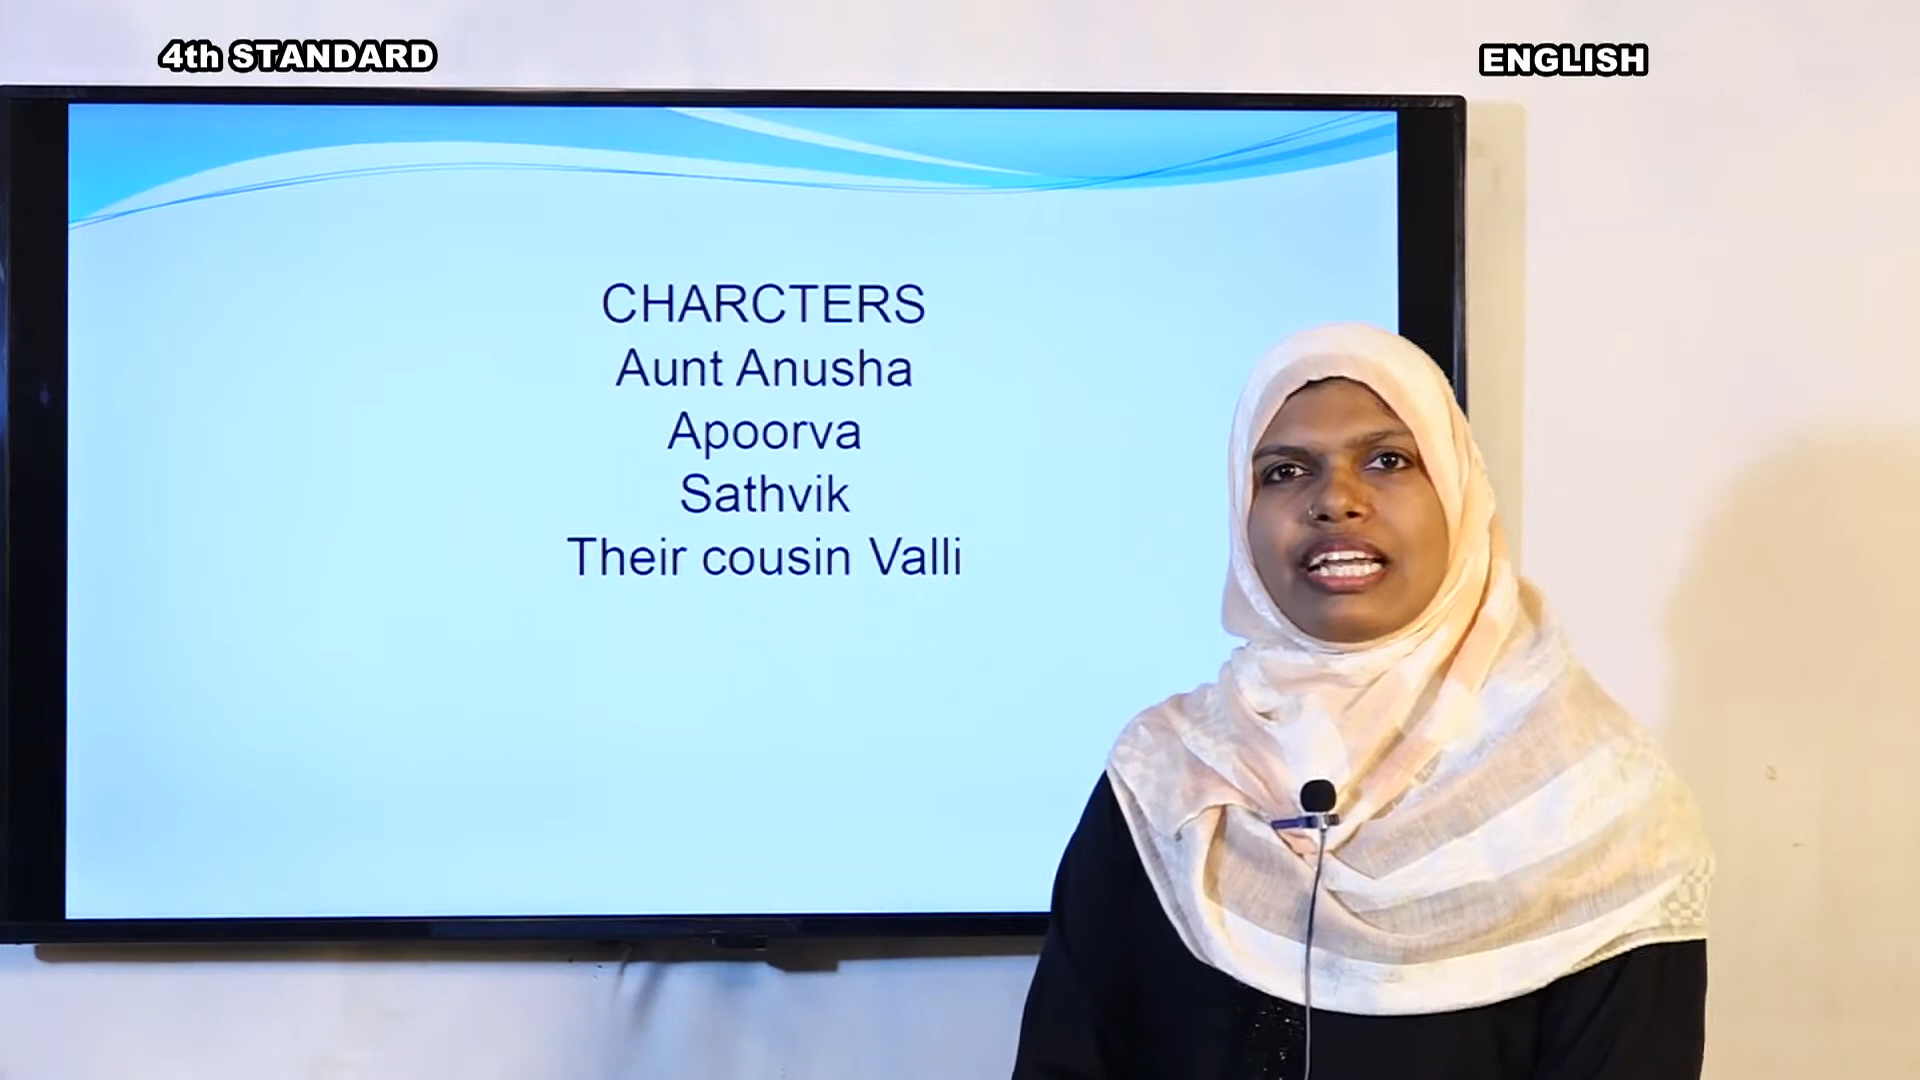 4th STANDARD
ENGLISH
CHARCTERS
Aunt Anusha
Apoorva
Sathvik
Their cousin Valli